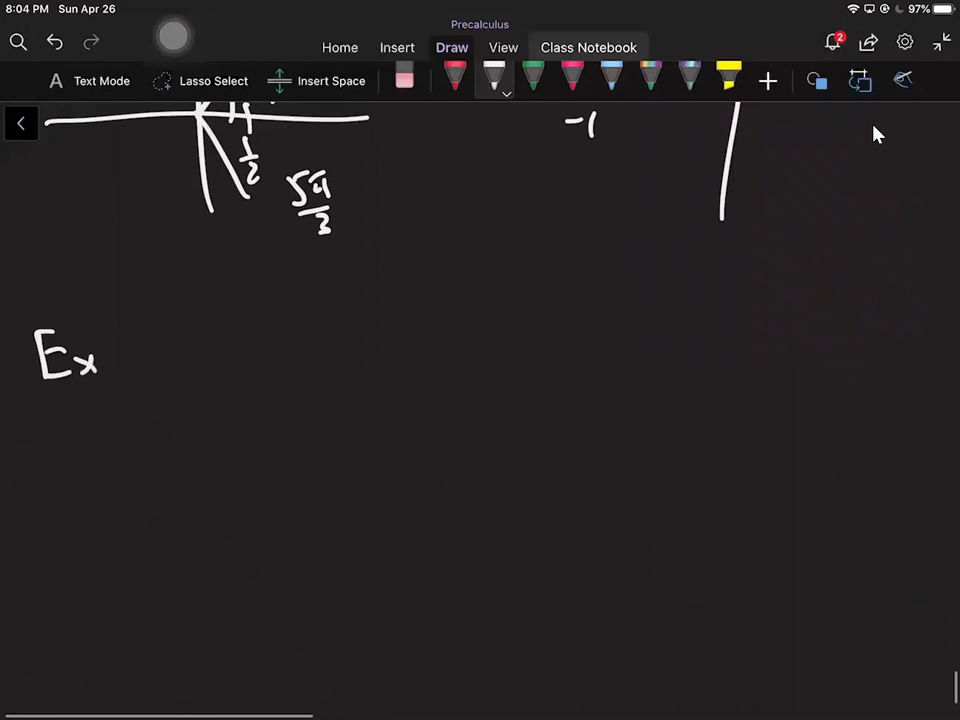 8:04 PM Sun Apr 26
97%
Precalculus
Home Insert Draw View Class Notebook
2
A Text Mode Lasso Select Insert Space
-1
1
2
5π
3
Ex